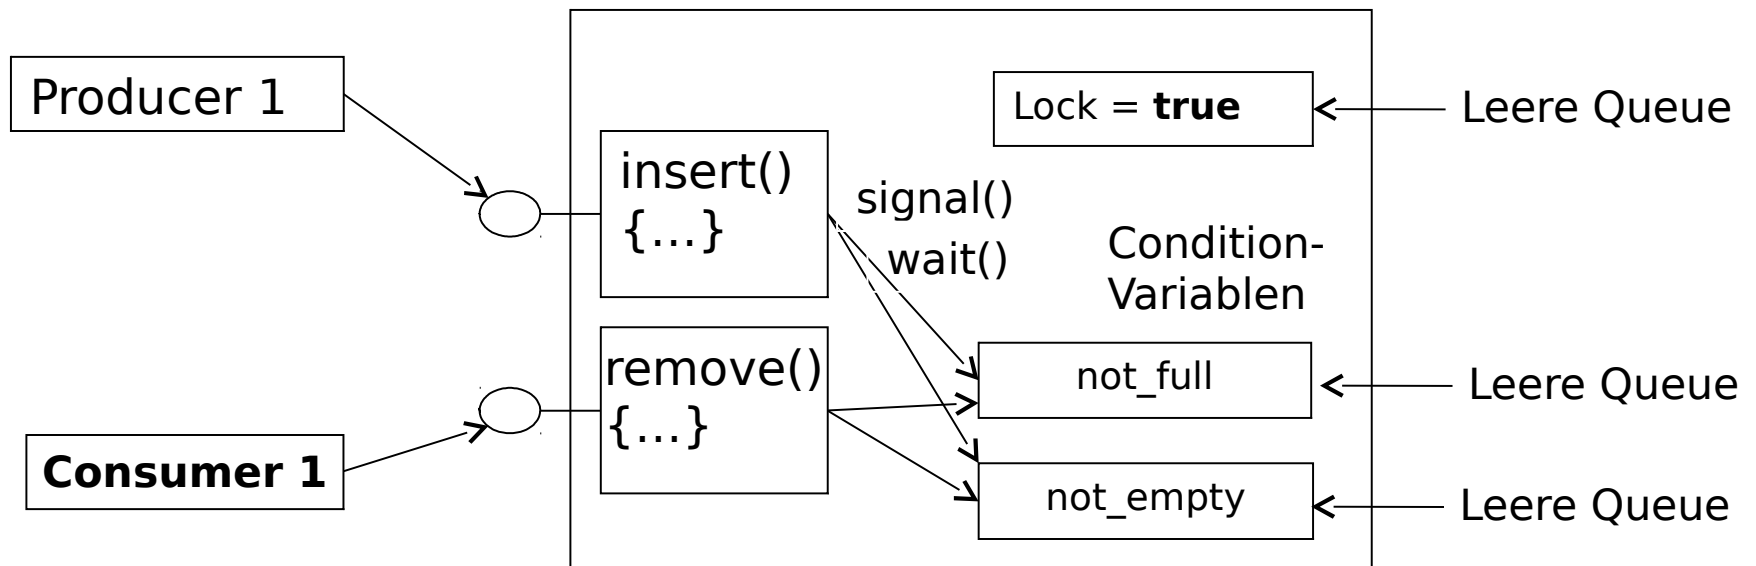 Producer 1
Lock = true
Leere Queue
insert()
{...}
signal()
wait()
Condition-
Variablen
remove()
{...}
not_full
Leere Queue
Consumer 1
not_empty
Leere Queue